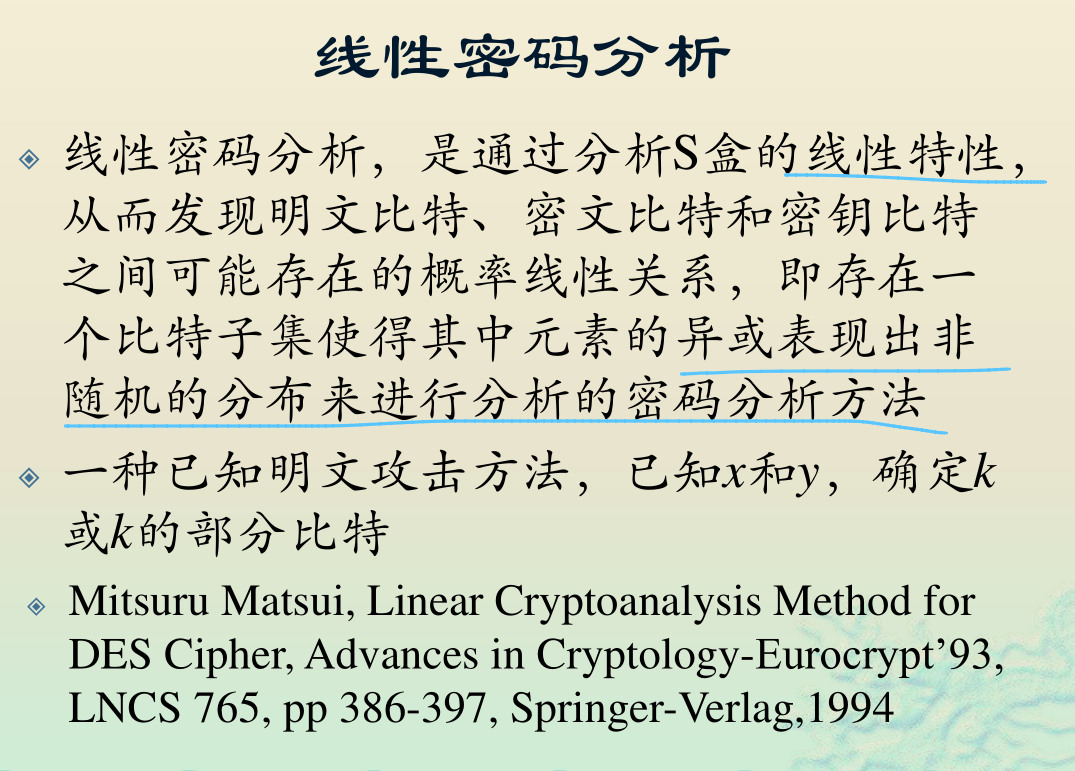 线性密码分析
线性密码分析，是通过分析S盒的线性特性，
从而发现明文比特、密文比特和密钥比特
之间可能存在的概率线性关系，即存在一
个比特子集使得其中元素的异或表现出非
随机的分布来进行分析的密码分析方法
一种已知明文攻击方法，已知x和y，确定k
或k的部分比特
Mitsuru Matsui, Linear Cryptoanalysis Method for
DES Cipher, Advances in Cryptology-Eurocrypt’93,
LNCS 765, pp 386-397, Springer-Verlag,1994